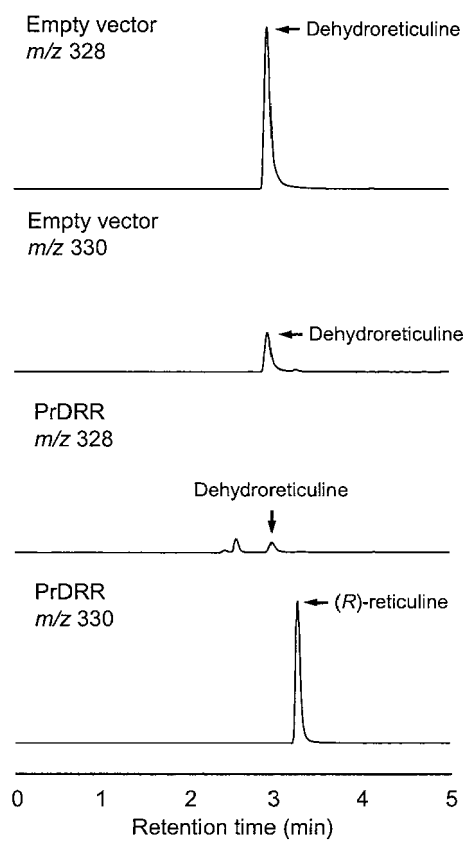 Empty vector
m/z 328
Dehydroreticuline
Empty vector
m/z 330
Dehydroreticuline
PrDRR
m/z 328
Dehydroreticuline
PrDRR
m/z 330
(R)-reticuline
0 1 2 3 4 5
Retention time (min)